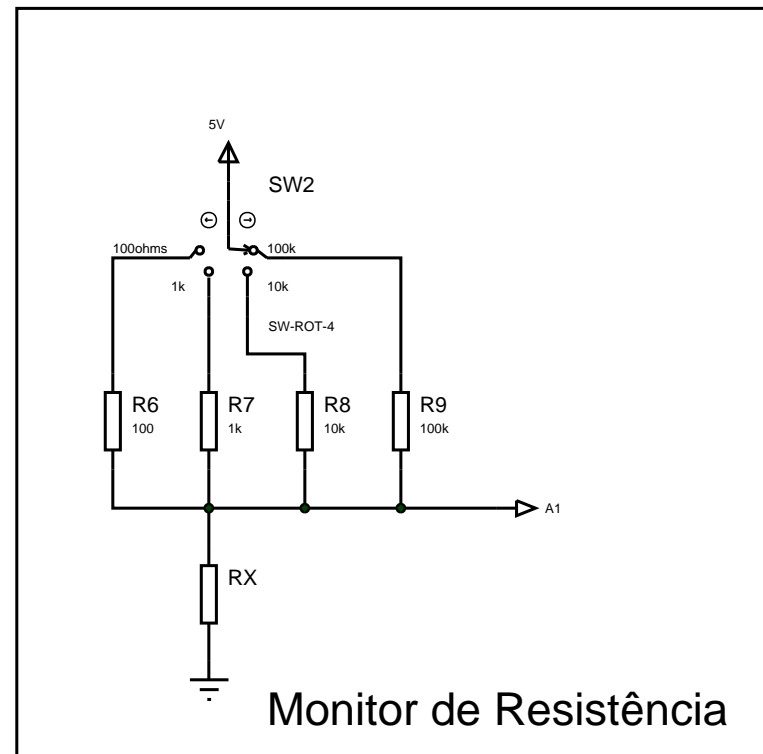 5V
SW2
100ohms
100k
1k
10k
SW-ROT-4
R6
100
R7
1k
R8
10k
R9
100k
A1
RX
Monitor de Resistência